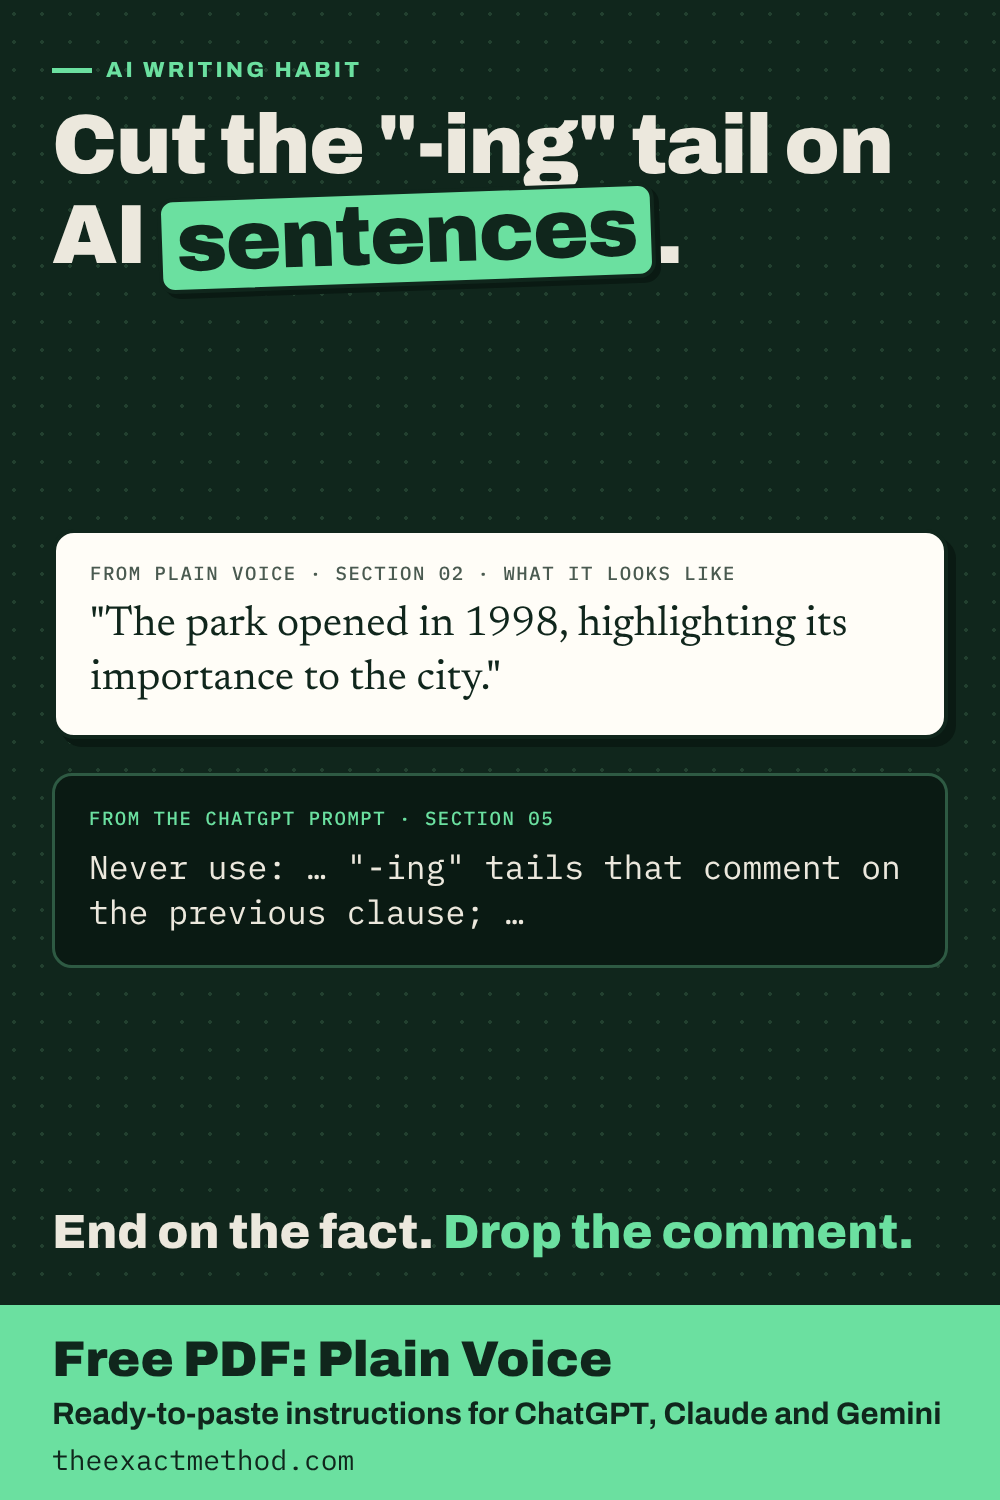 AI WRITING HABIT
Cut the "-ing" tail on
AI sentences.
FROM PLAIN VOICE · SECTION 02 · WHAT IT LOOKS LIKE
"The park opened in 1998, highlighting its
importance to the city."
FROM THE CHATGPT PROMPT · SECTION 05
Never use: … "-ing" tails that comment on
the previous clause; …
End on the fact. Drop the comment.
Free PDF: Plain Voice
Ready-to-paste instructions for ChatGPT, Claude and Gemini
theexactmethod.com